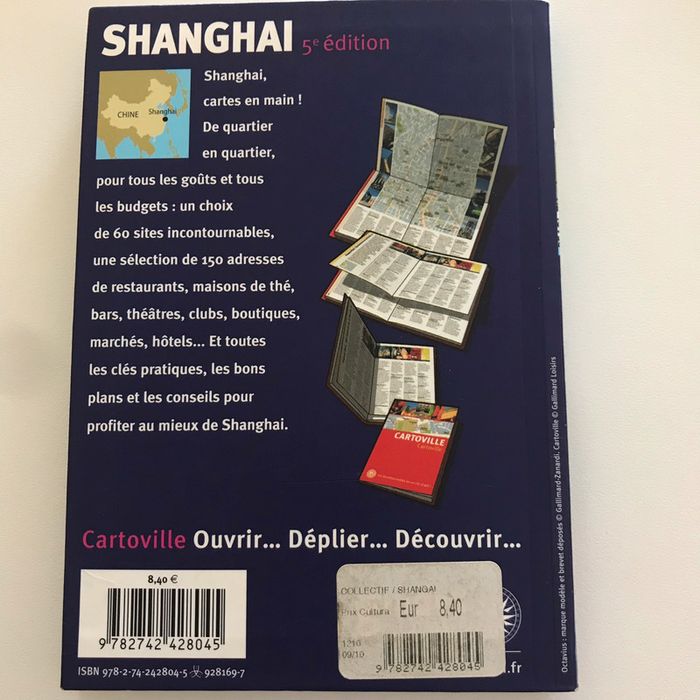 SHANGHAI 5e édition
CHINE
Shanghai
Shanghai,
cartes en main !
De quartier
en quartier,
pour tous les goûts et tous
les budgets : un choix
de 60 sites incontournables,
une sélection de 150 adresses
de restaurants, maisons de thé,
bars, théâtres, clubs, boutiques,
marchés, hôtels... Et toutes
les clés pratiques, les bons
plans et les conseils pour
profiter au mieux de Shanghai.
CARTOVILLE
Cartoville
Cartoville Ouvrir... Déplier... Découvrir...
8,40 €
9 782742 428045
ISBN 978-2-74-242804-5 928169-7
COLLECTIF / SHANGAI
Prix Cultura Eur 8,40
1210
09/10
9 782742 428045
.fr
Octavius : marque modèle et brevet déposés © Gallimard-Zanardi. Cartoville © Gallimard Loisirs